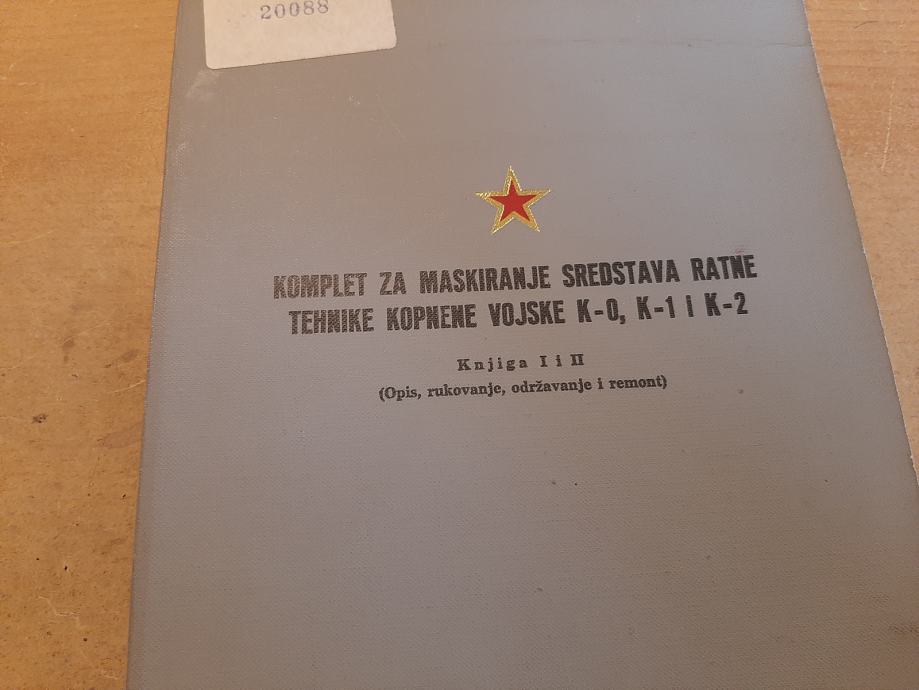 20088
KOMPLET ZA MASKIRANJE SREDSTAVA RATNE
TEHNIKE KOPNENE VOJSKE K-0, K-1 I K-2
Knjiga I i II
(Opis, rukovanje, održavanje i remont)